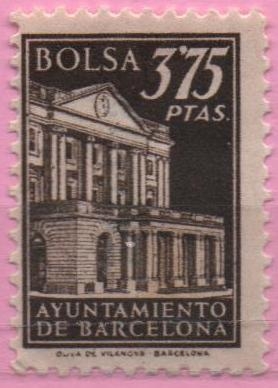 BOLSA 3'75
PTAS.
AYUNTAMIENTO
DE BARCELONA
OLIVA DE VILANOVA - BARCELONA